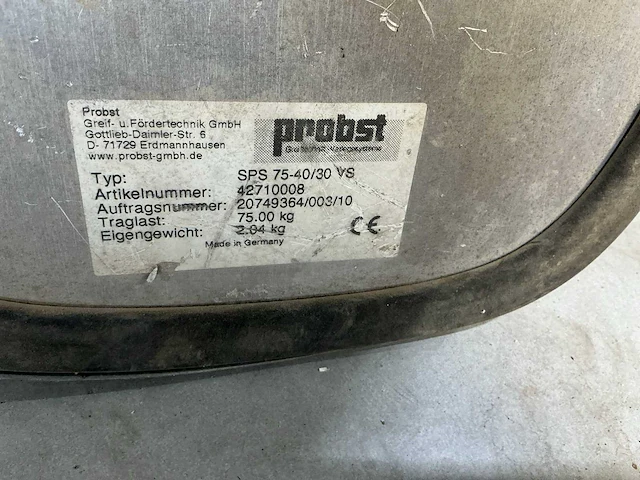 Probst
Greif- u.Fördertechnik GmbH
Gottlieb-Daimler-Str. 6
D- 71729 Erdmannhausen
www.probst-gmbh.de
probst
Greiftechnik Verlegesysteme
Typ: SPS 75-40/30 VS
Artikelnummer: 42710008
Auftragsnummer: 20749364/003/10
Traglast: 75.00 kg
Eigengewicht: 2.04 kg
Made in Germany
CE